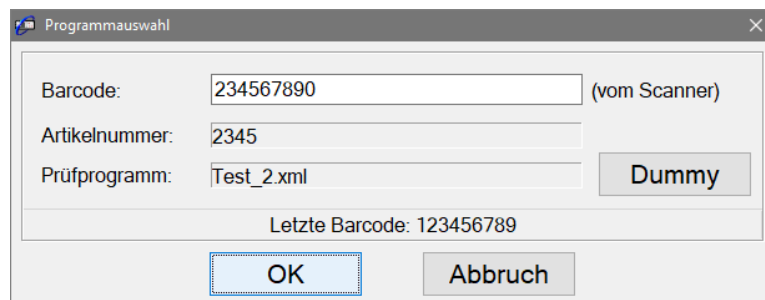 Programmauswahl
Barcode: 234567890 (vom Scanner)
Artikelnummer: 2345
Prüfprogramm: Test_2.xml Dummy
Letzte Barcode: 123456789
OK Abbruch